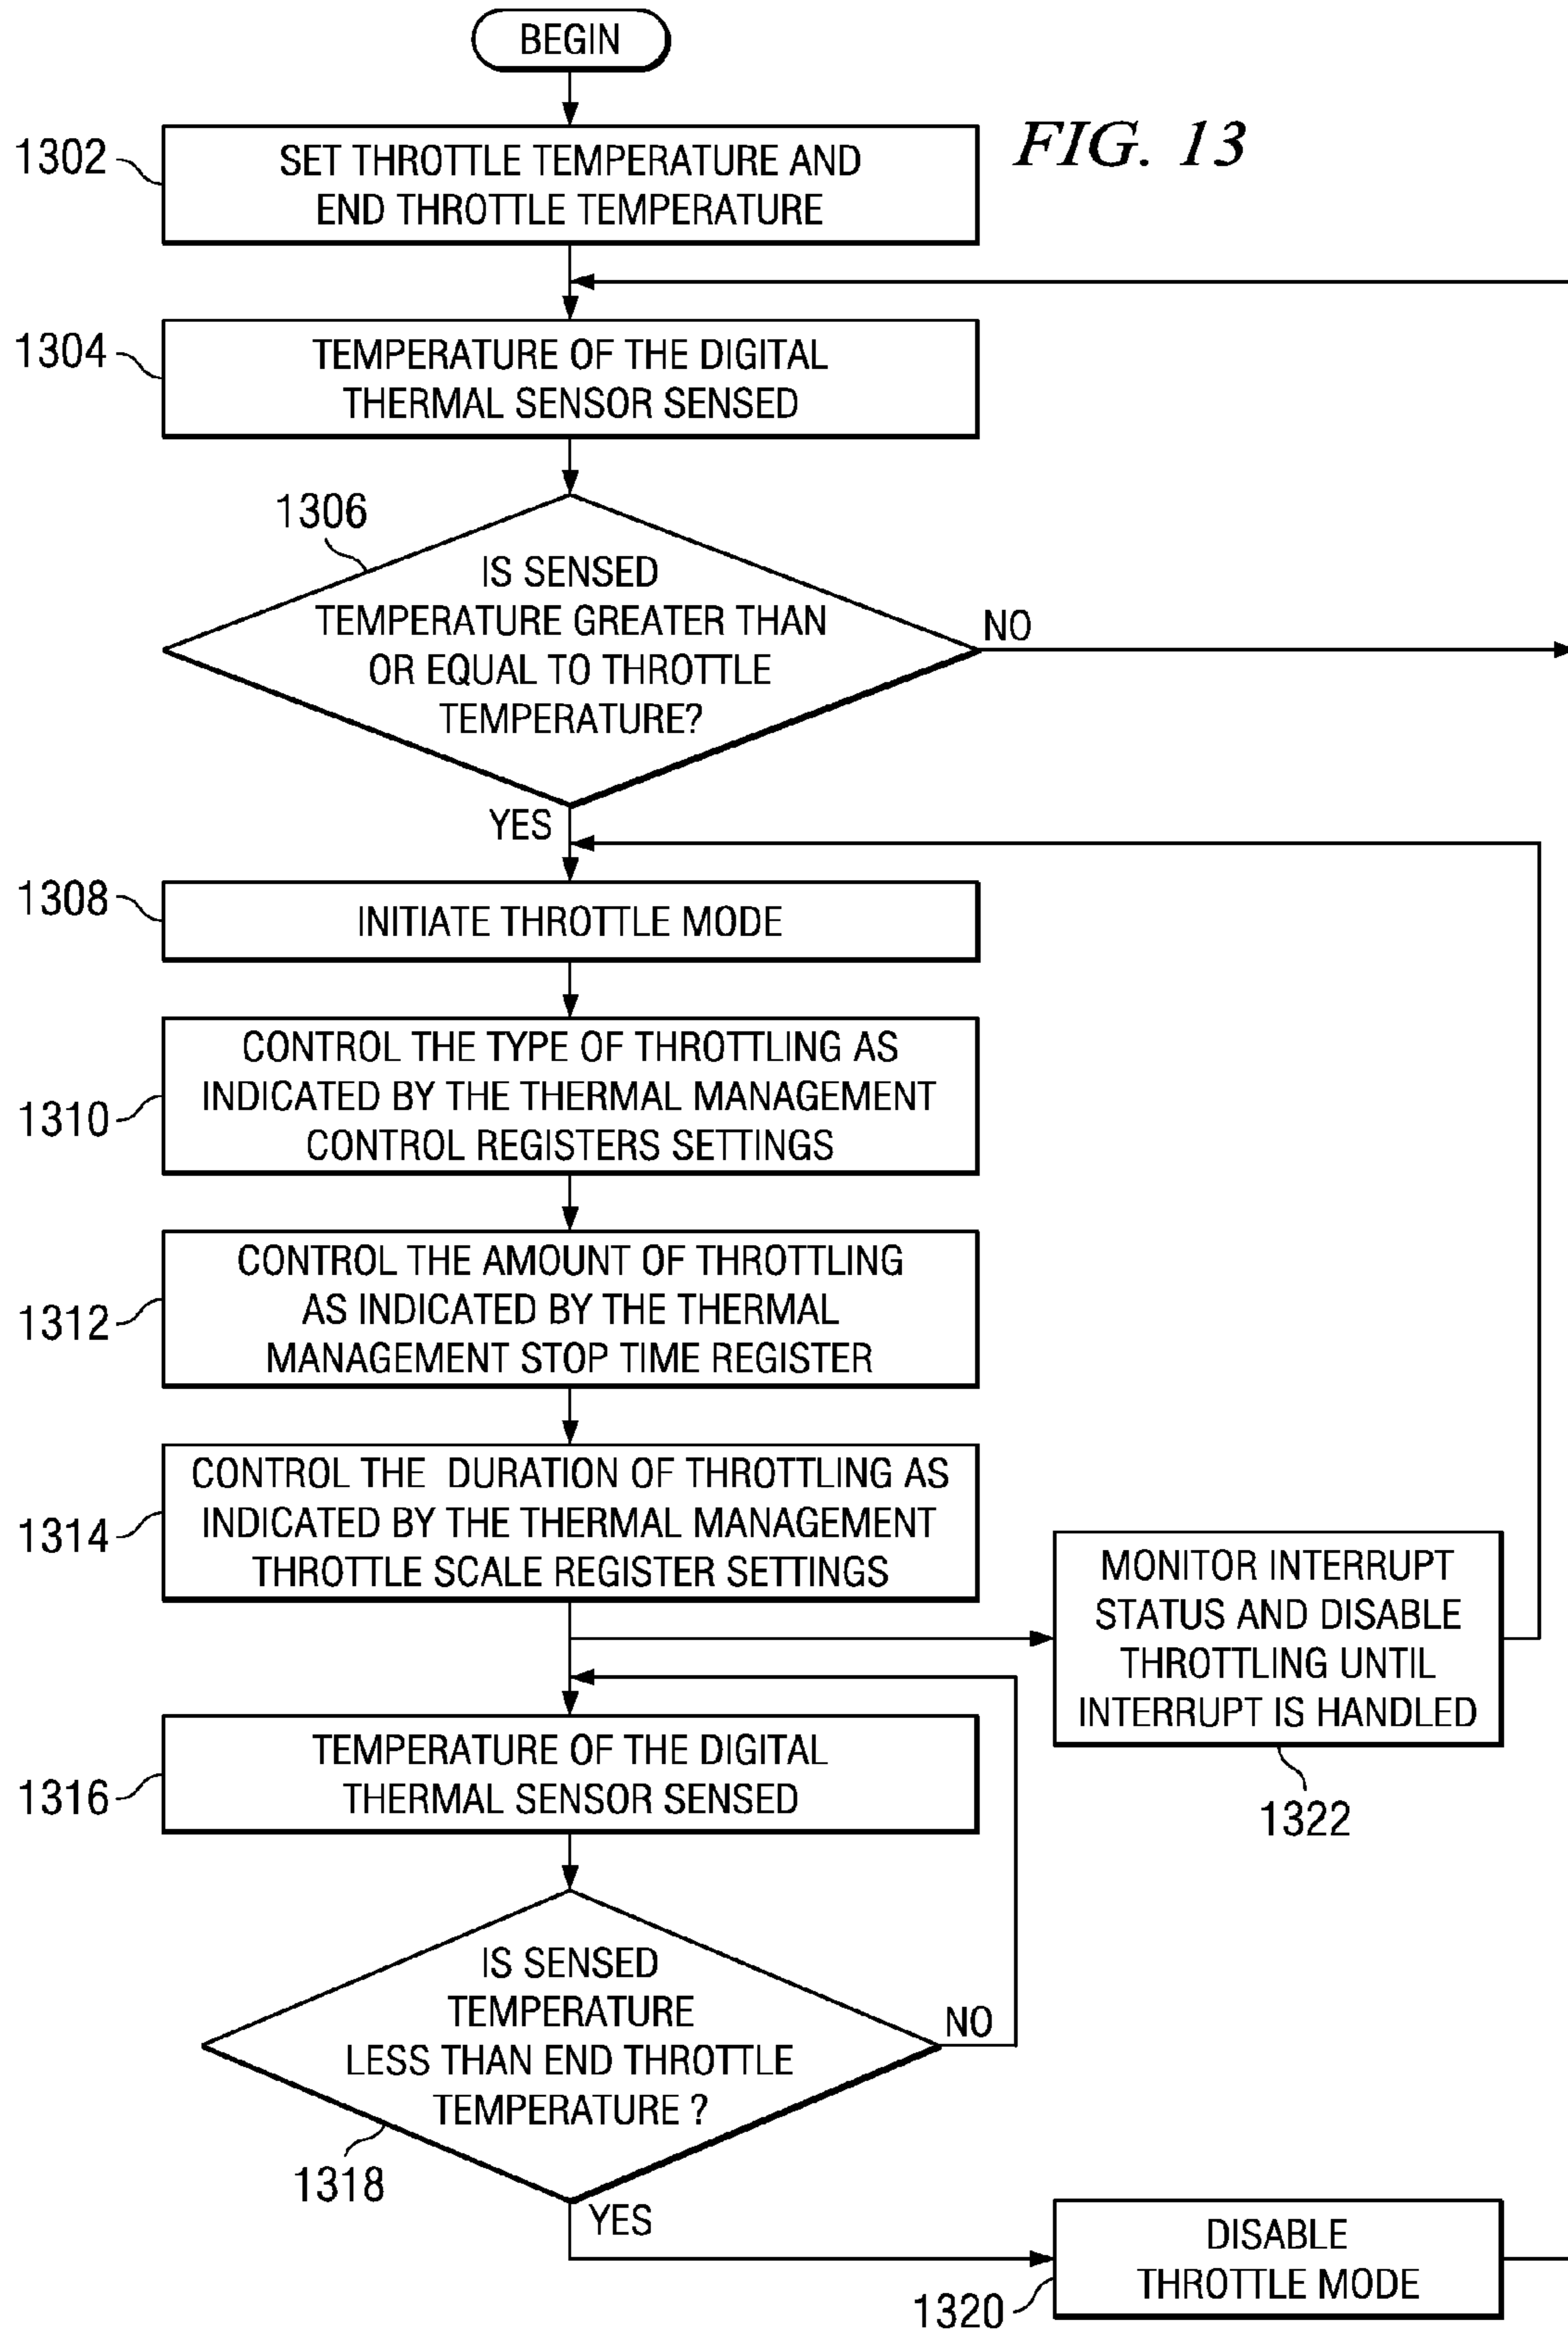 BEGIN
FIG. 13
1302
SET THROTTLE TEMPERATURE AND
END THROTTLE TEMPERATURE
1304
TEMPERATURE OF THE DIGITAL
THERMAL SENSOR SENSED
1306
IS SENSED
TEMPERATURE GREATER THAN
OR EQUAL TO THROTTLE
TEMPERATURE?
NO
YES
1308
INITIATE THROTTLE MODE
1310
CONTROL THE TYPE OF THROTTLING AS
INDICATED BY THE THERMAL MANAGEMENT
CONTROL REGISTERS SETTINGS
1312
CONTROL THE AMOUNT OF THROTTLING
AS INDICATED BY THE THERMAL
MANAGEMENT STOP TIME REGISTER
1314
CONTROL THE DURATION OF THROTTLING AS
INDICATED BY THE THERMAL MANAGEMENT
THROTTLE SCALE REGISTER SETTINGS
MONITOR INTERRUPT
STATUS AND DISABLE
THROTTLING UNTIL
INTERRUPT IS HANDLED
1322
1316
TEMPERATURE OF THE DIGITAL
THERMAL SENSOR SENSED
IS SENSED
TEMPERATURE
LESS THAN END THROTTLE
TEMPERATURE ?
NO
1318
YES
DISABLE
THROTTLE MODE
1320